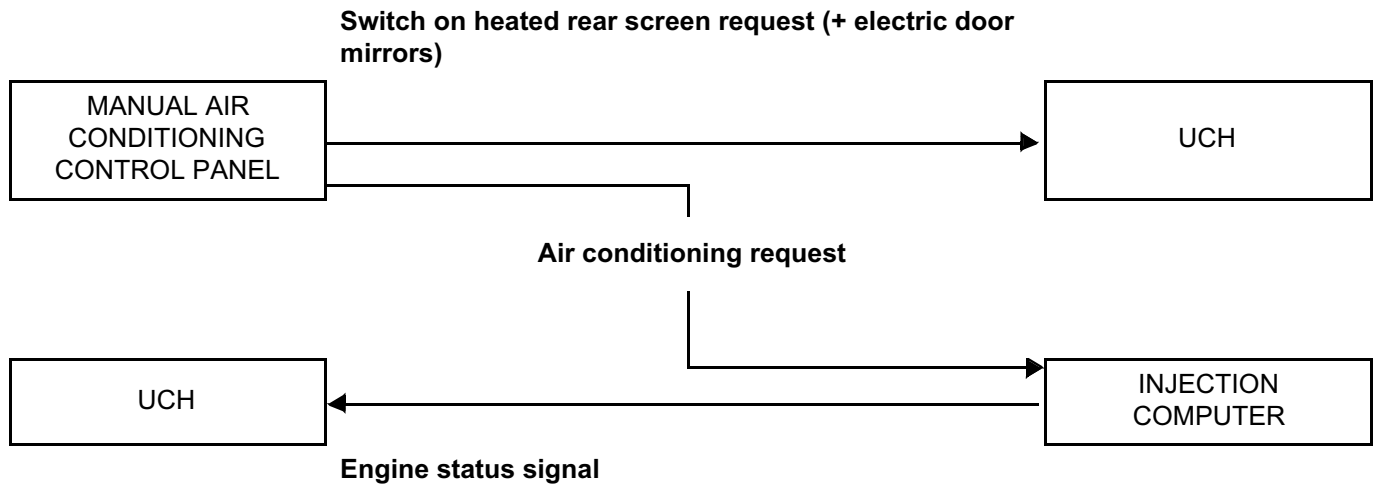 Switch on heated rear screen request (+ electric door
mirrors)
MANUAL AIR
CONDITIONING
CONTROL PANEL
UCH
Air conditioning request
UCH
INJECTION
COMPUTER
Engine status signal